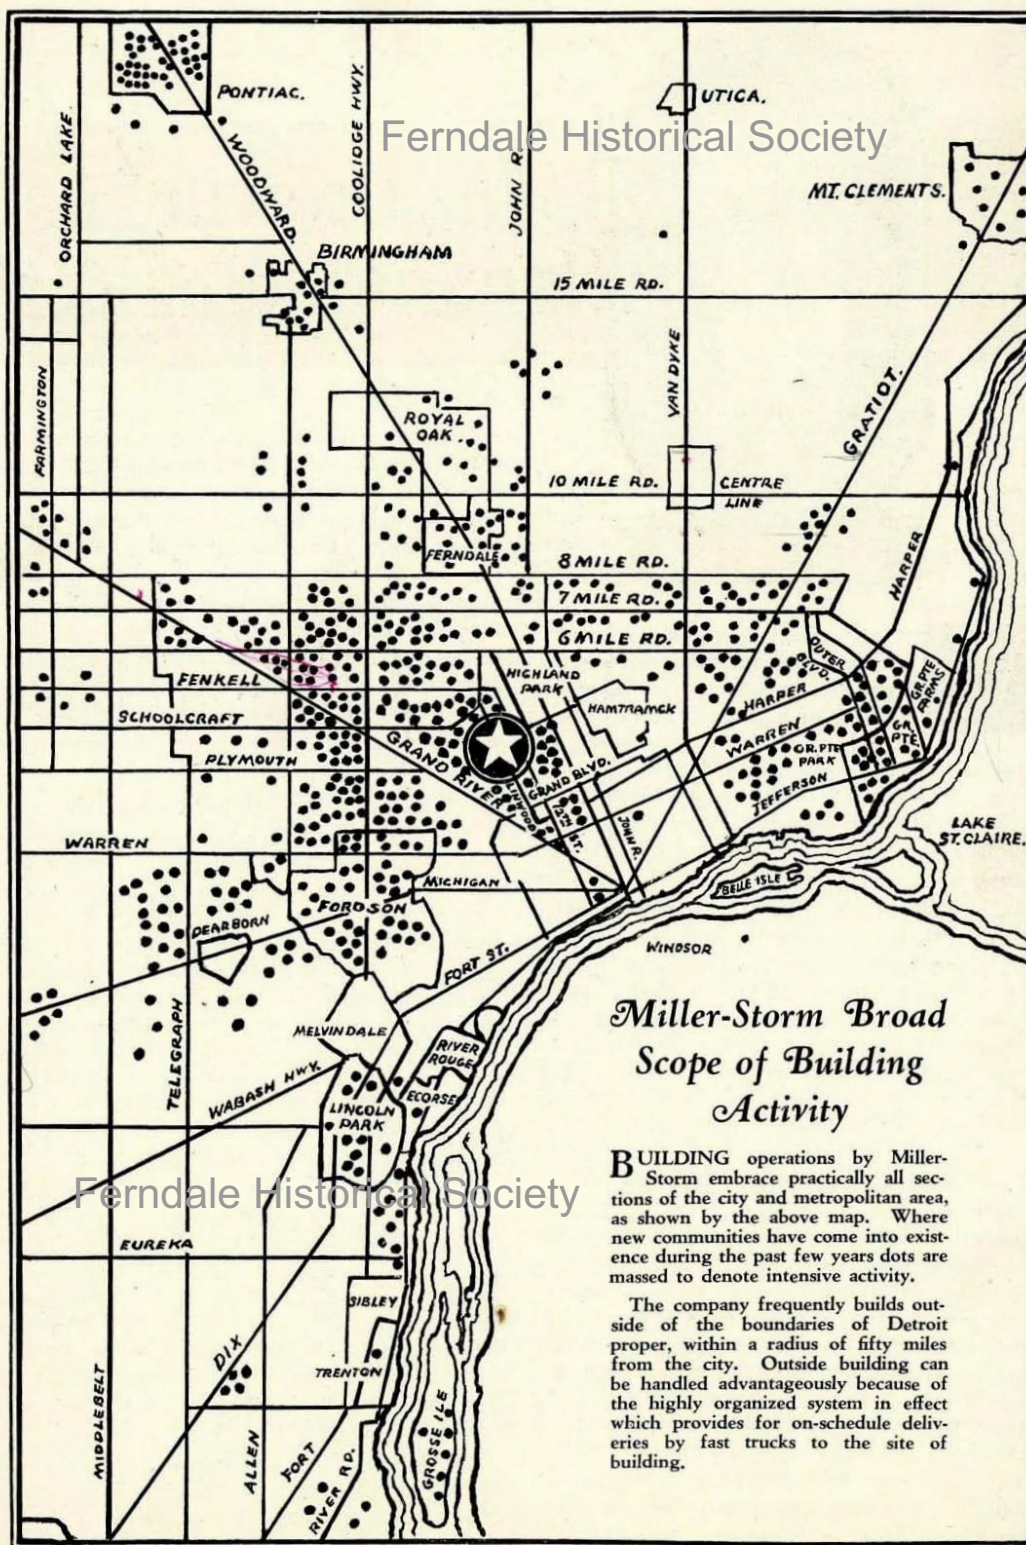 PONTIAC.
UTICA.
Ferndale Historical Society
ORCHARD LAKE
WOODWARD.
COOLIDGE HWY.
JOHN R.
MT. CLEMENTS.
BIRMINGHAM
15 MILE RD.
FARMINGTON
VAN DYKE
GRATIOT.
ROYAL
OAK
10 MILE RD.
CENTRE
LINE
HARPER
FERNDALE
8 MILE RD.
7 MILE RD.
6 MILE RD.
OUTER
BLVD.
GR. PTE
FARMS
FENKELL
HIGHLAND
PARK
HAMTRAMCK
HARPER
SCHOOLCRAFT
GRAND RIVER
WARREN
GR.
PTE.
PLYMOUTH
GR. PTE
PARK
GRAND BLVD.
JEFFERSON
LINWOOD
12TH ST.
JOHN R.
LAKE
ST. CLAIRE.
WARREN
MICHIGAN
BELLE ISLE
FORDSON
DEARBORN
FORT ST.
WINDSOR
TELEGRAPH
MELVINDALE
RIVER
ROUGE
WABASH HWY.
ECORSE
LINCOLN
PARK
Miller-Storm Broad
Scope of Building
Activity
BUILDING operations by Miller-
Storm embrace practically all sec-
tions of the city and metropolitan area,
as shown by the above map. Where
new communities have come into exist-
ence during the past few years dots are
massed to denote intensive activity.
The company frequently builds out-
side of the boundaries of Detroit
proper, within a radius of fifty miles
from the city. Outside building can
be handled advantageously because of
the highly organized system in effect
which provides for on-schedule deliv-
eries by fast trucks to the site of
building.
Ferndale Historical Society
EUREKA
SIBLEY
DIX
TRENTON
MIDDLEBELT
ALLEN
FORT
RIVER RD.
GROSSE ILE